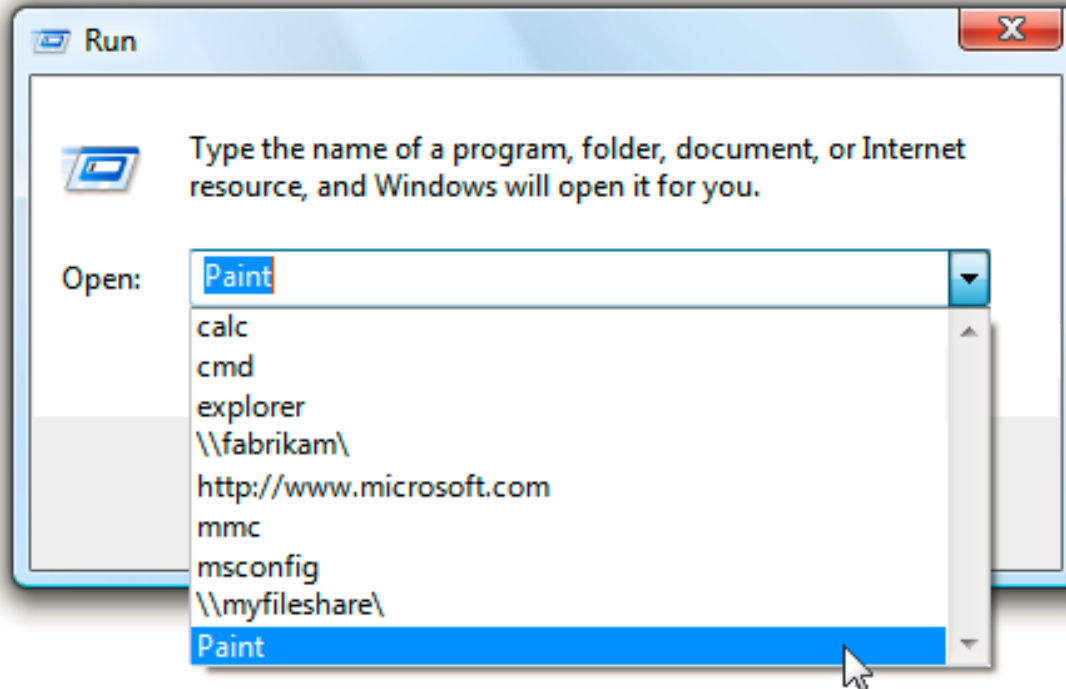 Run
Type the name of a program, folder, document, or Internet
resource, and Windows will open it for you.
Open:
Paint
calc
cmd
explorer
\\fabrikam\
http://www.microsoft.com
mmc
msconfig
\\myfileshare\
Paint